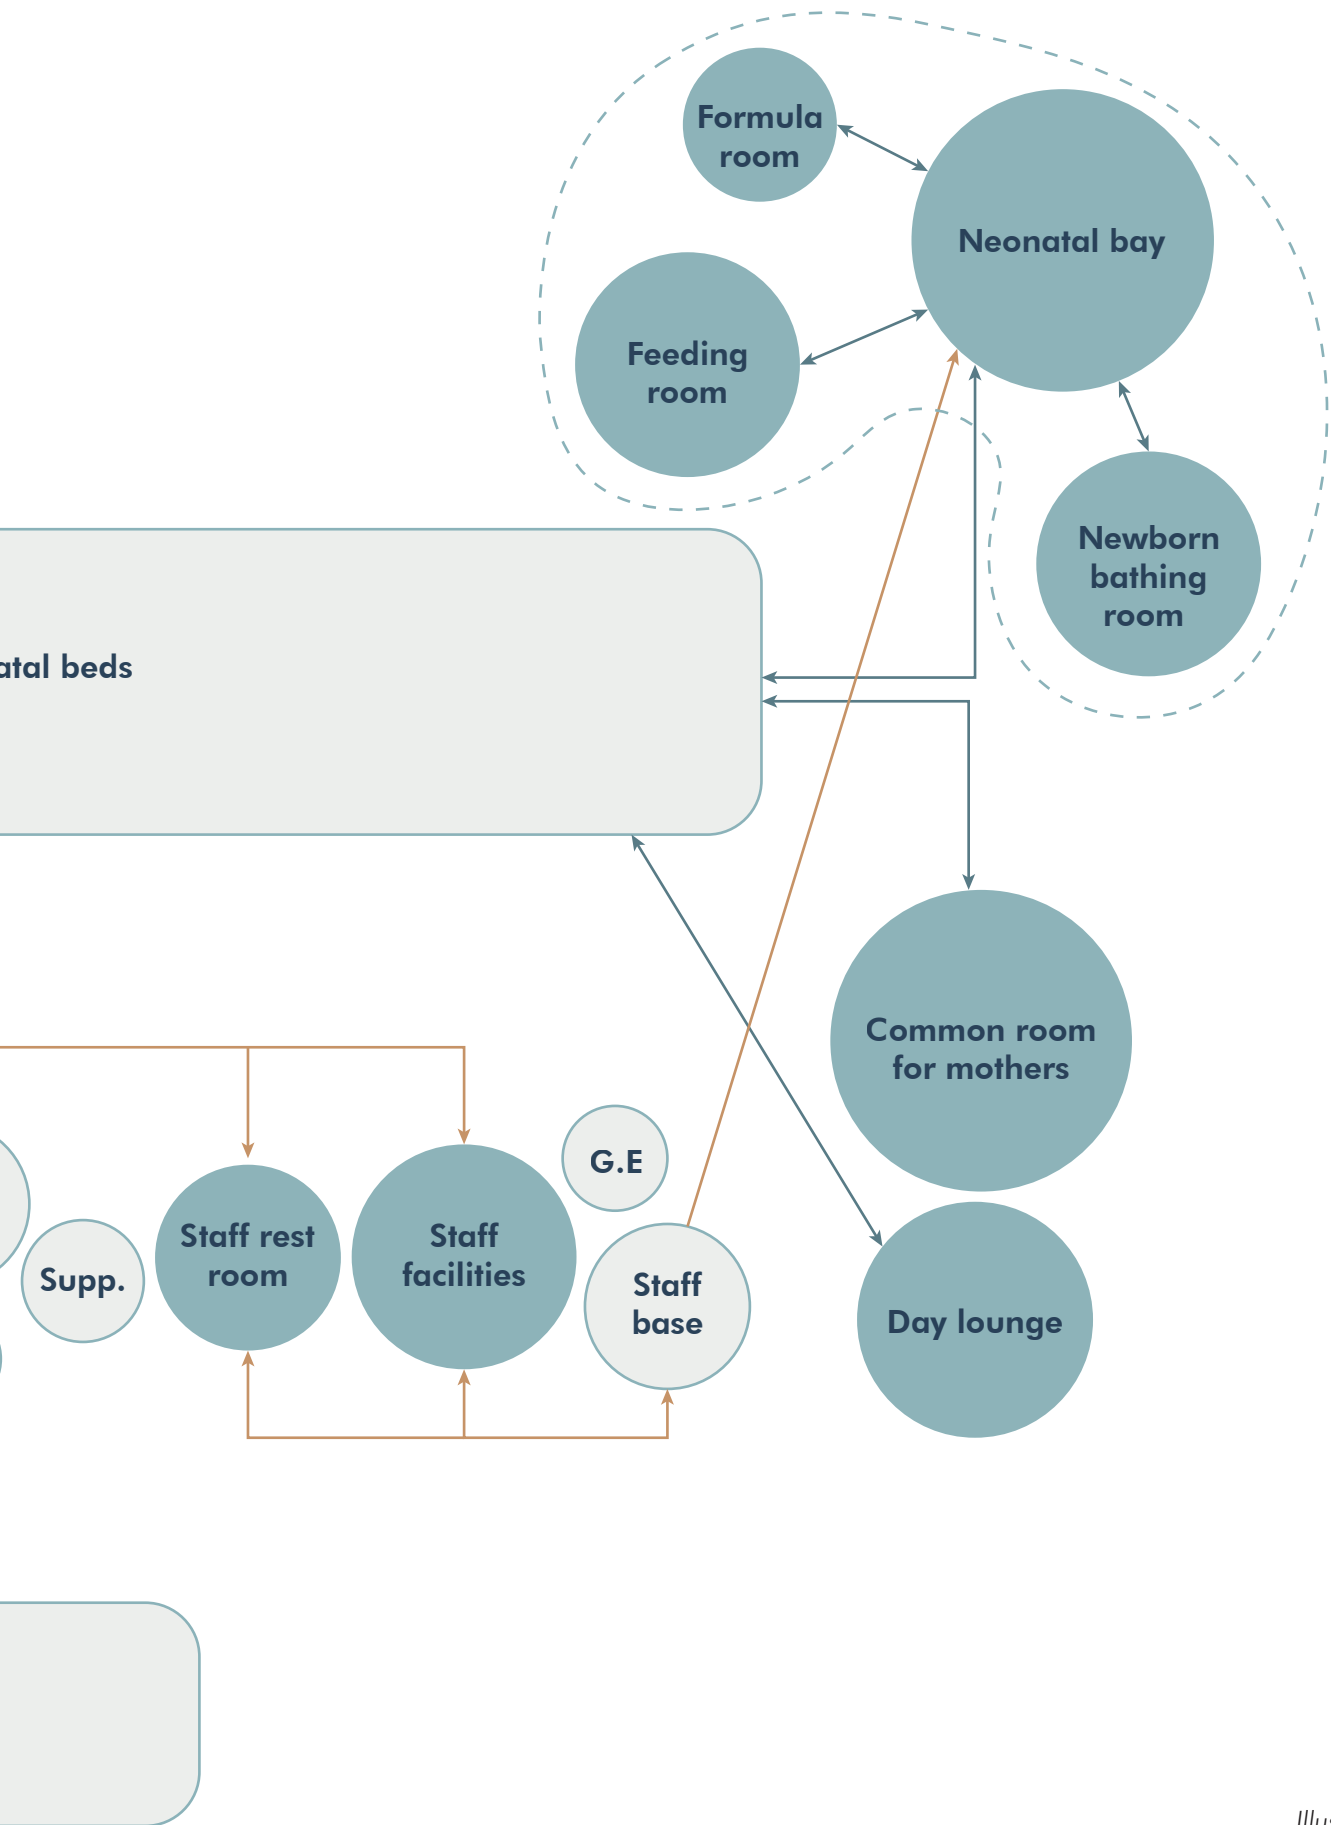 Formula
room
Neonatal bay
Feeding
room
Newborn
bathing
room
beds
Common room
for mothers
G.E
Staff rest
room
Staff
facilities
Supp.
Staff
base
Day lounge